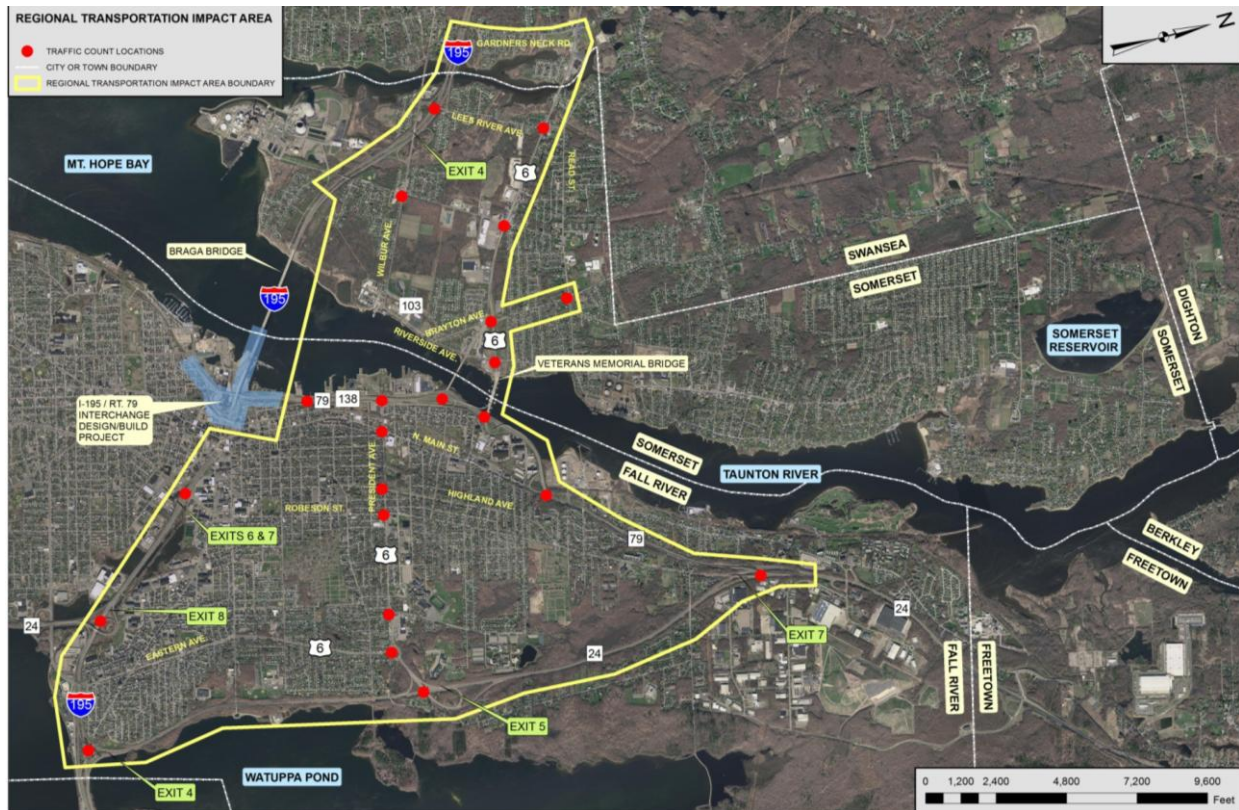 REGIONAL TRANSPORTATION IMPACT AREA
TRAFFIC COUNT LOCATIONS
CITY OR TOWN BOUNDARY
REGIONAL TRANSPORTATION IMPACT AREA BOUNDARY
N
195
GARDNERS NECK RD.
LEES RIVER AVE.
EXIT 4
6
READ ST.
MT. HOPE BAY
WILBUR AVE.
BRAGA BRIDGE
195
103
BRAYTON AVE.
RIVERSIDE AVE.
6
VETERANS MEMORIAL BRIDGE
SWANSEA
SOMERSET
SOMERSET
RESERVOIR
DIGHTON
SOMERSET
I-195 / RT. 79
INTERCHANGE
DESIGN/BUILD
PROJECT
79
138
N. MAIN ST.
PRESIDENT AVE.
HIGHLAND AVE.
ROBESON ST.
SOMERSET
FALL RIVER
TAUNTON RIVER
BERKLEY
FREETOWN
EXITS 6 & 7
6
79
EXIT 7
24
EXIT 8
24
EASTERN AVE.
6
24
FALL RIVER
FREETOWN
195
EXIT 5
EXIT 4
WATUPPA POND
0 1,200 2,400 4,800 7,200 9,600
Feet